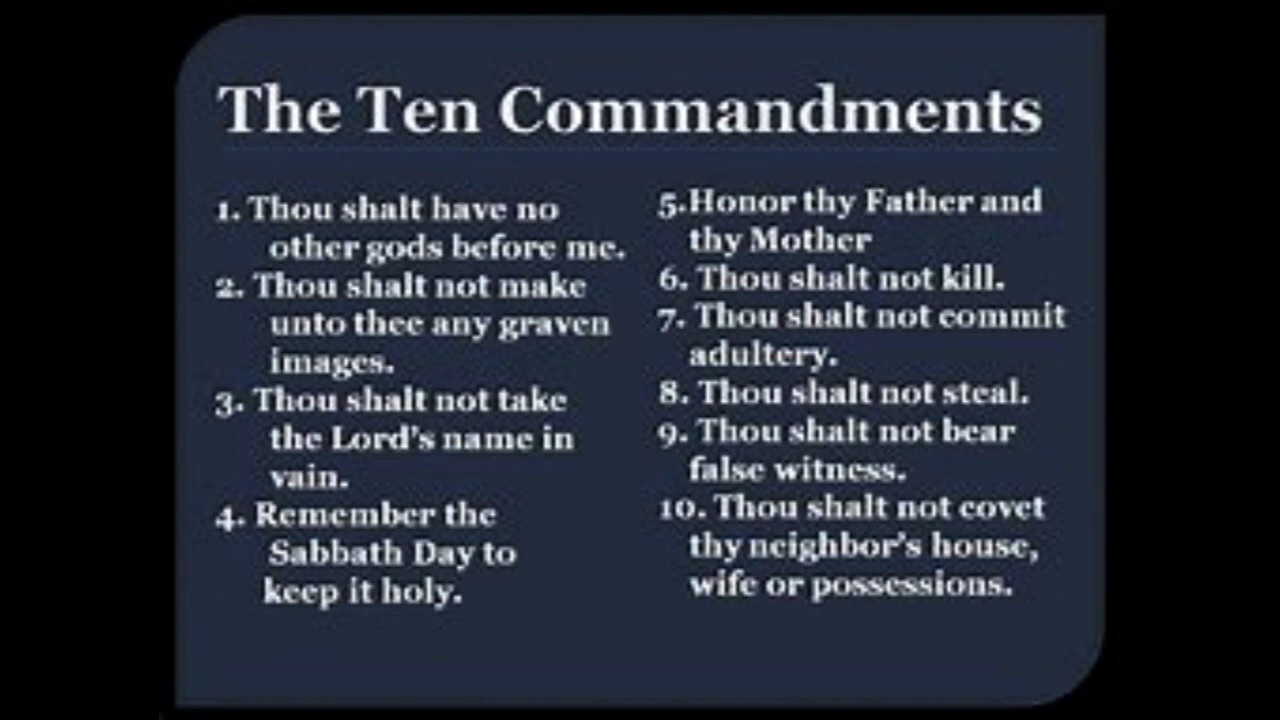 The Ten Commandments
1. Thou shalt have no
other gods before me.
2. Thou shalt not make
unto thee any graven
images.
3. Thou shalt not take
the Lord's name in
vain.
4. Remember the
Sabbath Day to
keep it holy.
5.Honor thy Father and
thy Mother
6. Thou shalt not kill.
7. Thou shalt not commit
adultery.
8. Thou shalt not steal.
9. Thou shalt not bear
false witness.
10. Thou shalt not covet
thy neighbor's house,
wife or possessions.